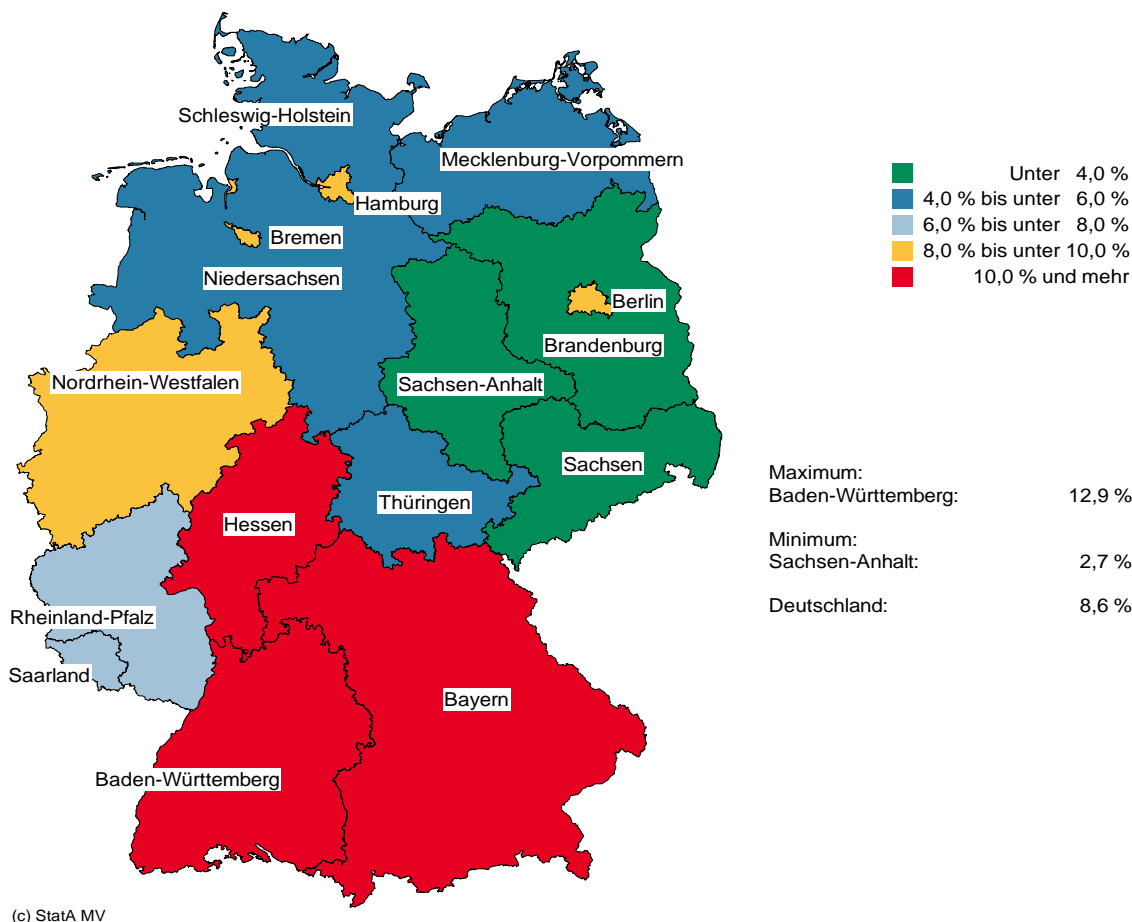 Schleswig-Holstein
Mecklenburg-Vorpommern
Hamburg
Bremen
Niedersachsen
Berlin
Brandenburg
Nordrhein-Westfalen
Sachsen-Anhalt
Sachsen
Thüringen
Hessen
Rheinland-Pfalz
Saarland
Bayern
Baden-Württemberg
Unter 4,0 %
4,0 % bis unter 6,0 %
6,0 % bis unter 8,0 %
8,0 % bis unter 10,0 %
10,0 % und mehr
Maximum:
Baden-Württemberg: 12,9 %
Minimum:
Sachsen-Anhalt: 2,7 %
Deutschland: 8,6 %
(c) StatA MV